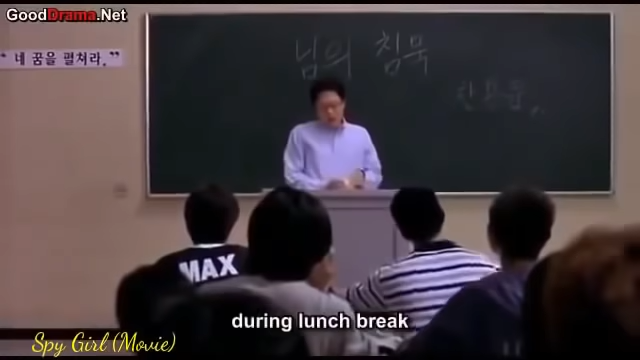 GoodDrama.Net
" 네 꿈을 펼쳐라, "
님의 침묵
한용운
MAX
during lunch break
Spy Girl (Movie)